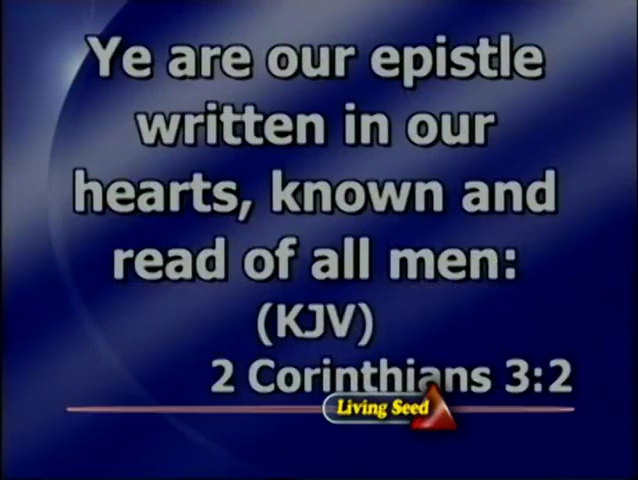 Ye are our epistle
written in our
hearts, known and
read of all men:
(KJV)
2 Corinthians 3:2
Living Seed